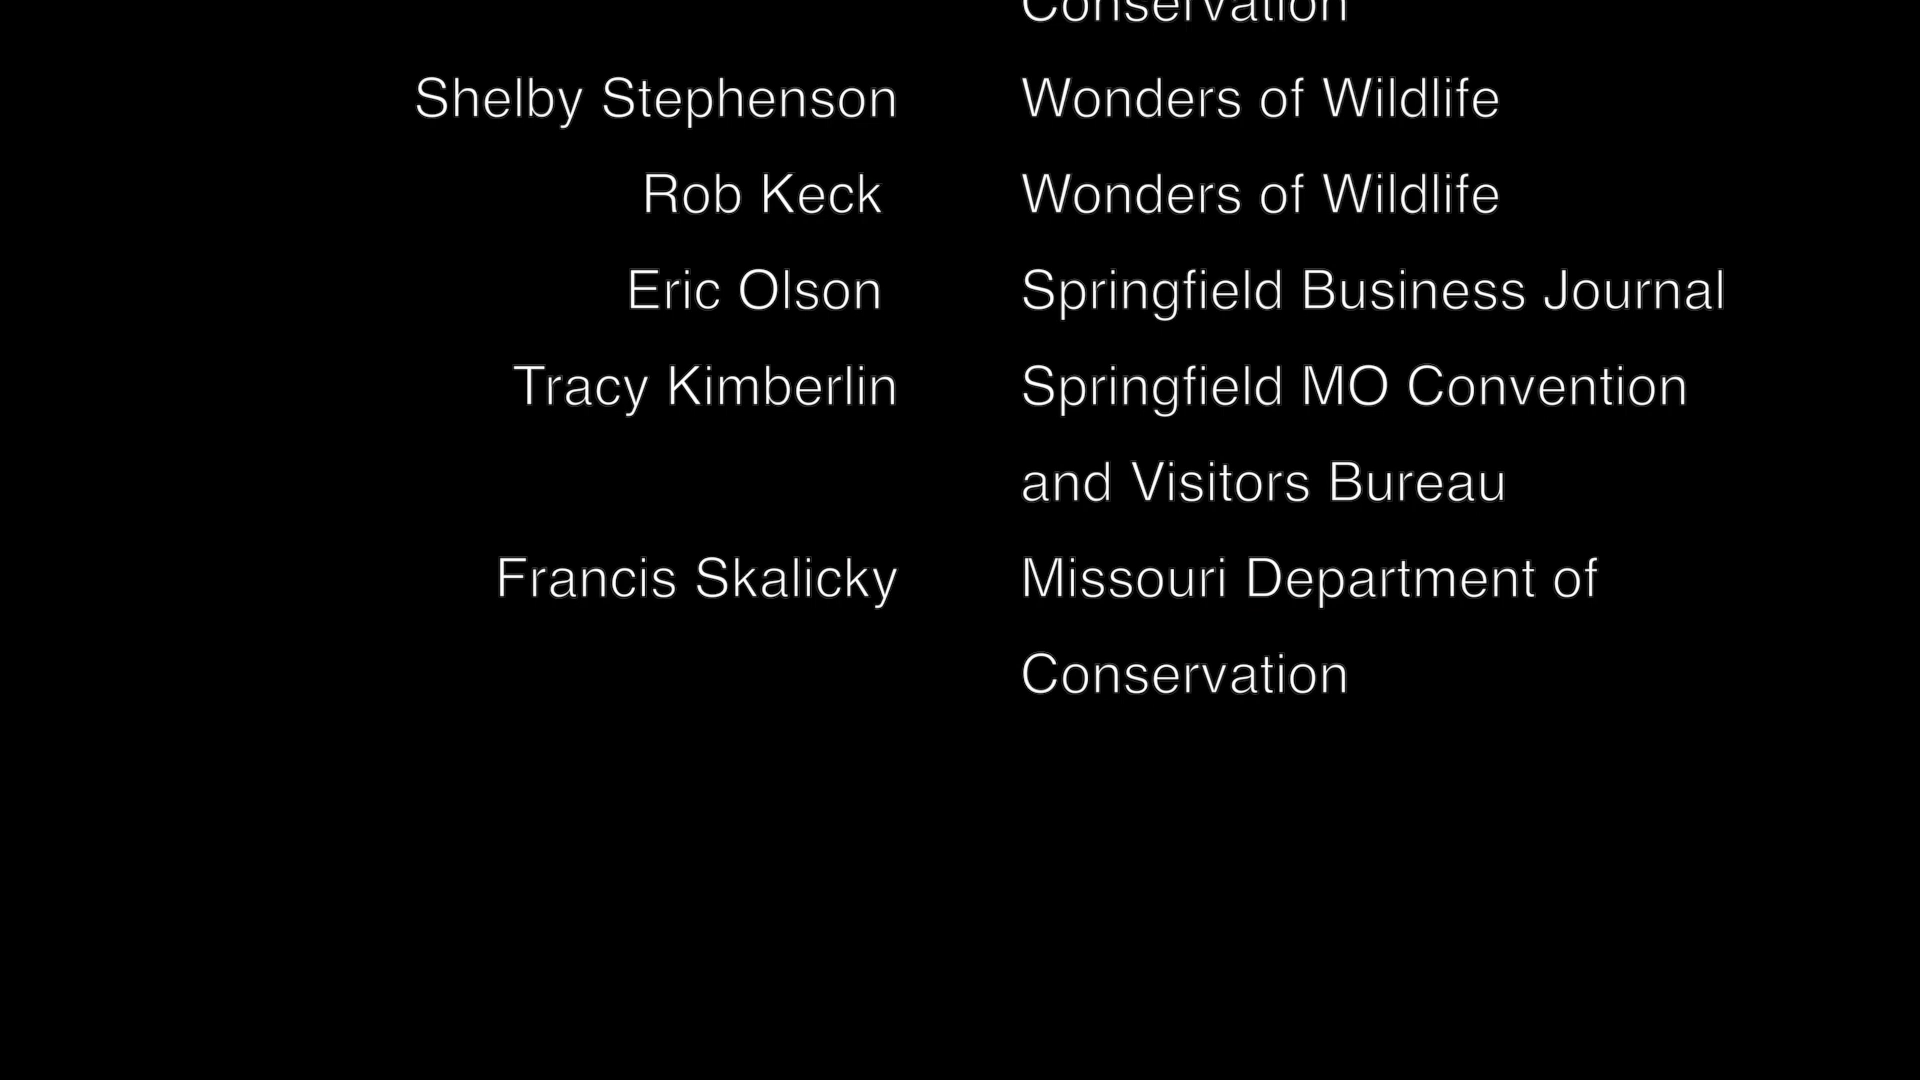 Conservation
Shelby Stephenson Wonders of Wildlife
Rob Keck Wonders of Wildlife
Eric Olson Springfield Business Journal
Tracy Kimberlin Springfield MO Convention
and Visitors Bureau
Francis Skalicky Missouri Department of
Conservation